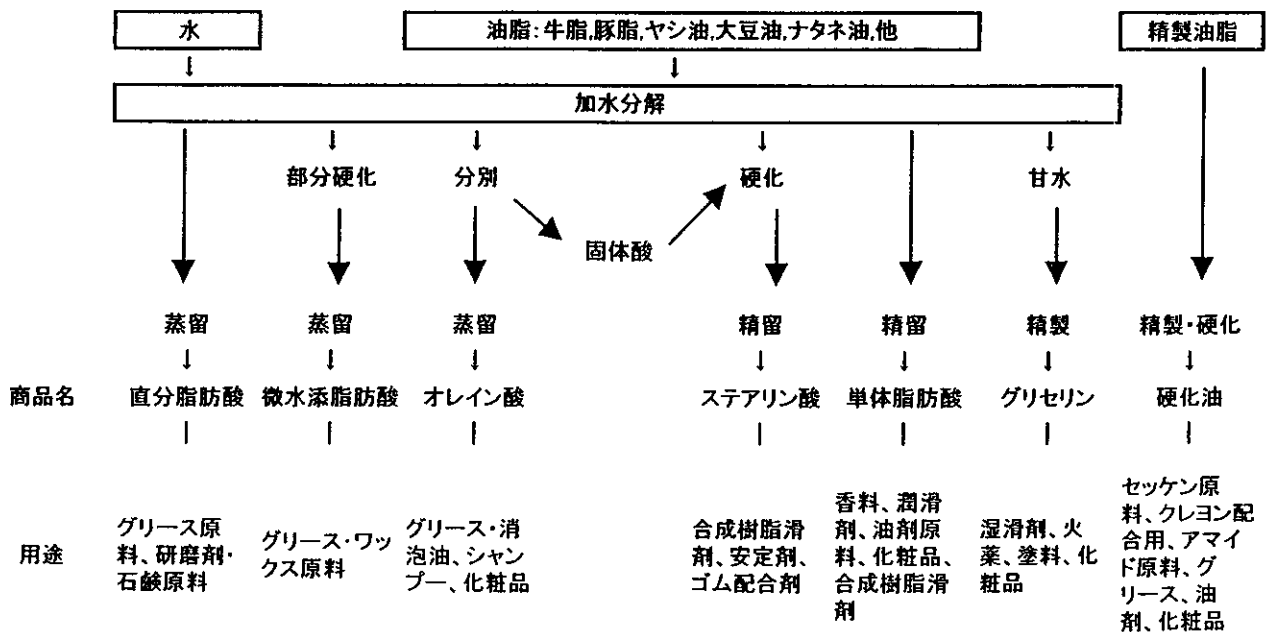 水
油脂：牛脂,豚脂,ヤシ油,大豆油,ナタネ油,他
精製油脂
加水分解
部分硬化
分別
硬化
甘水
固体酸
蒸留
蒸留
蒸留
精留
精留
精製
精製・硬化
商品名
直分脂肪酸
微水添脂肪酸
オレイン酸
ステアリン酸
単体脂肪酸
グリセリン
硬化油
用途
グリース原
料、研磨剤・
石鹸原料
グリース・ワッ
クス原料
グリース・消
泡油、シャン
プー、化粧品
合成樹脂滑
剤、安定剤、
ゴム配合剤
香料、潤滑
剤、油剤原
料、化粧品、
合成樹脂滑
剤
湿滑剤、火
薬、塗料、化
粧品
セッケン原
料、クレヨン配
合用、アマイ
ド原料、グ
リース、油
剤、化粧品